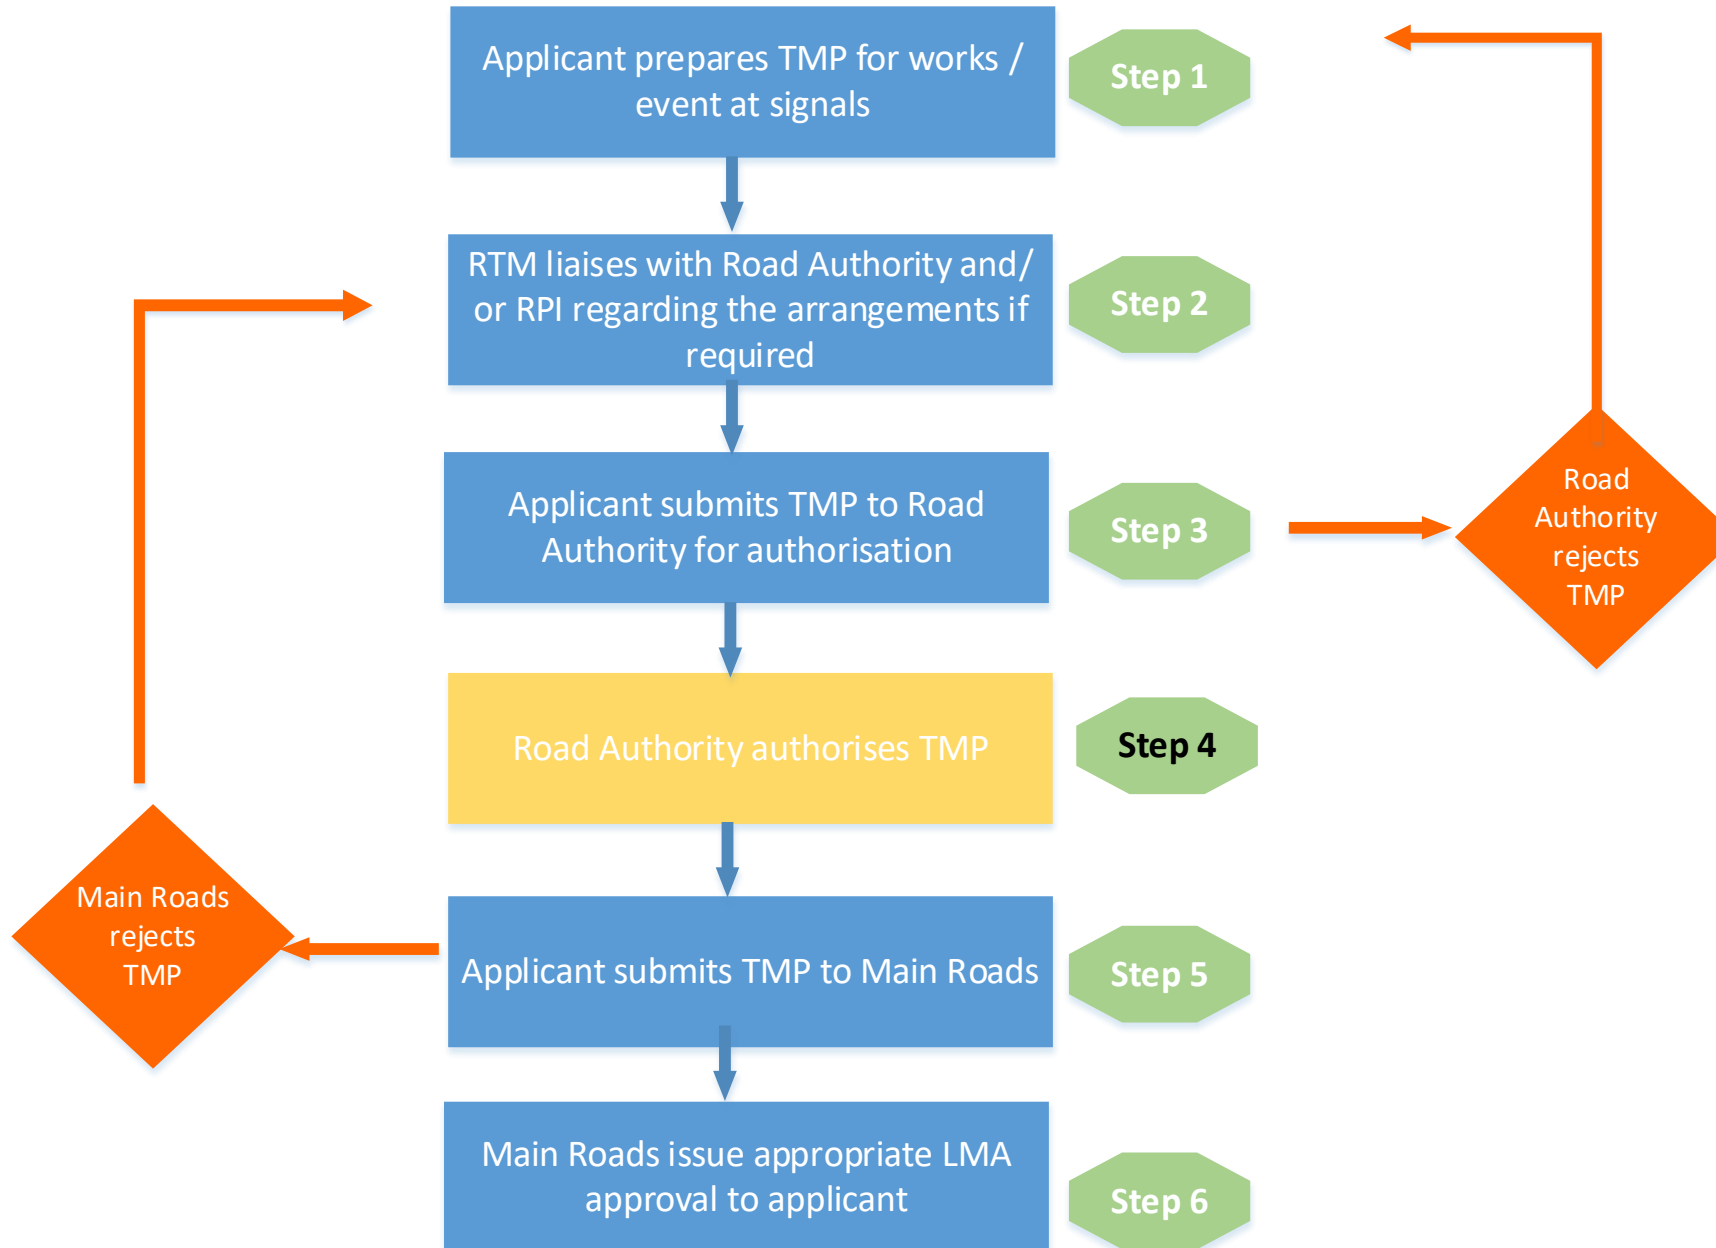 Applicant prepares TMP for works /
event at signals
Step 1
RTM liaises with Road Authority and/
or RPI regarding the arrangements if
required
Step 2
Applicant submits TMP to Road
Authority for authorisation
Step 3
Road
Authority
rejects
TMP
Road Authority authorises TMP
Step 4
Main Roads
rejects
TMP
Applicant submits TMP to Main Roads
Step 5
Main Roads issue appropriate LMA
approval to applicant
Step 6